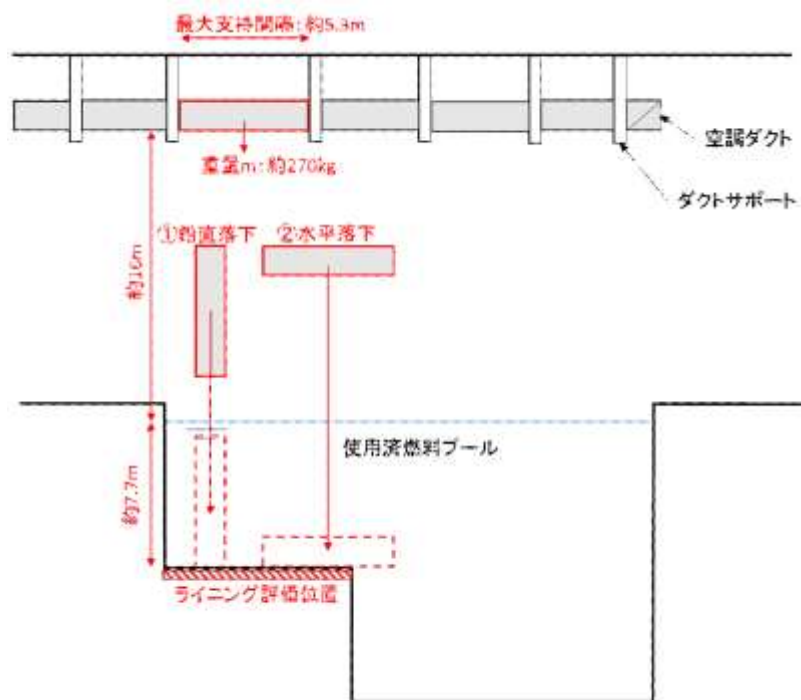 最大支持間隔：約5.3m
空調ダクト
重量m：約270kg
ダクトサポート
①鉛直落下
②水平落下
約16m
使用済燃料プール
約7.7m
ライニング評価位置